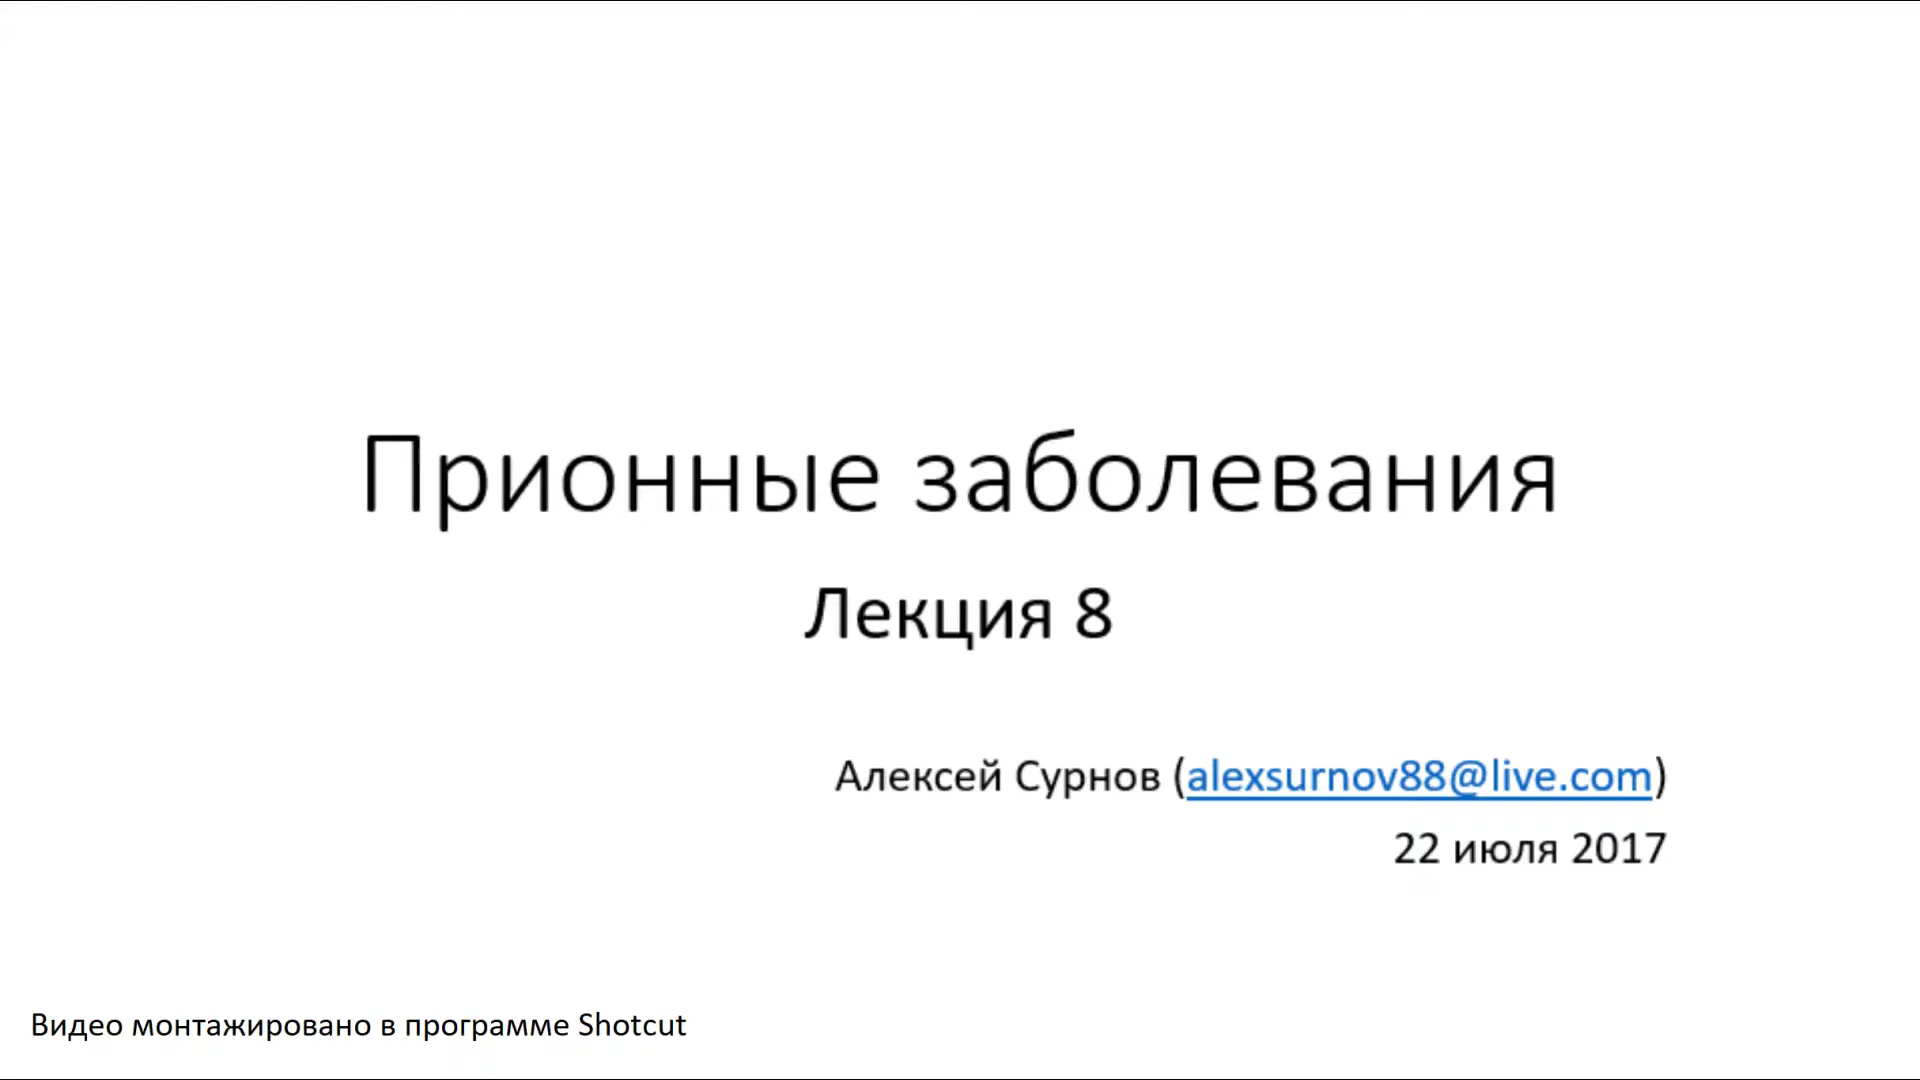 Прионные заболевания
Лекция 8
Алексей Сурнов (alexsurnov88@live.com)
22 июля 2017
Видео монтажировано в программе Shotcut